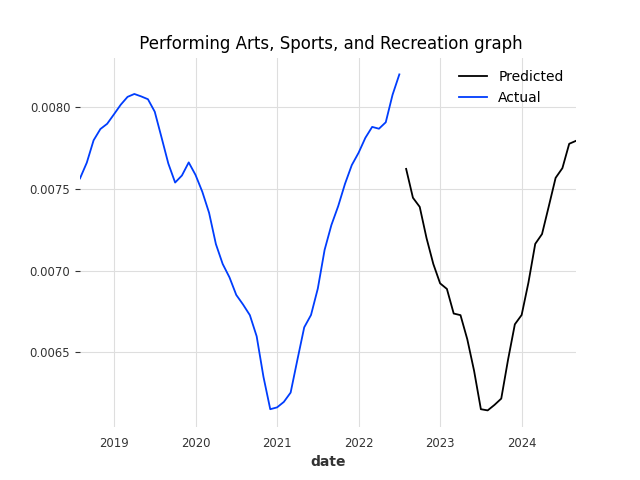 Performing Arts, Sports, and Recreation graph
Predicted
Actual
0.0080
0.0075
0.0070
0.0065
2019 2020 2021 2022 2023 2024
date